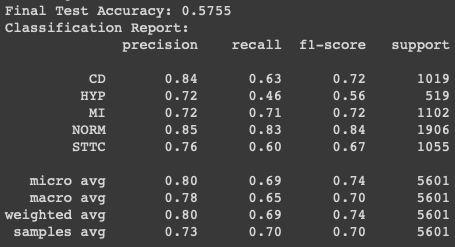 Final Test Accuracy: 0.5755
Classification Report:
precision recall f1-score support
CD 0.84 0.63 0.72 1019
HYP 0.72 0.46 0.56 519
MI 0.72 0.71 0.72 1102
NORM 0.85 0.83 0.84 1906
STTC 0.76 0.60 0.67 1055
micro avg 0.80 0.69 0.74 5601
macro avg 0.78 0.65 0.70 5601
weighted avg 0.80 0.69 0.74 5601
samples avg 0.73 0.70 0.70 5601